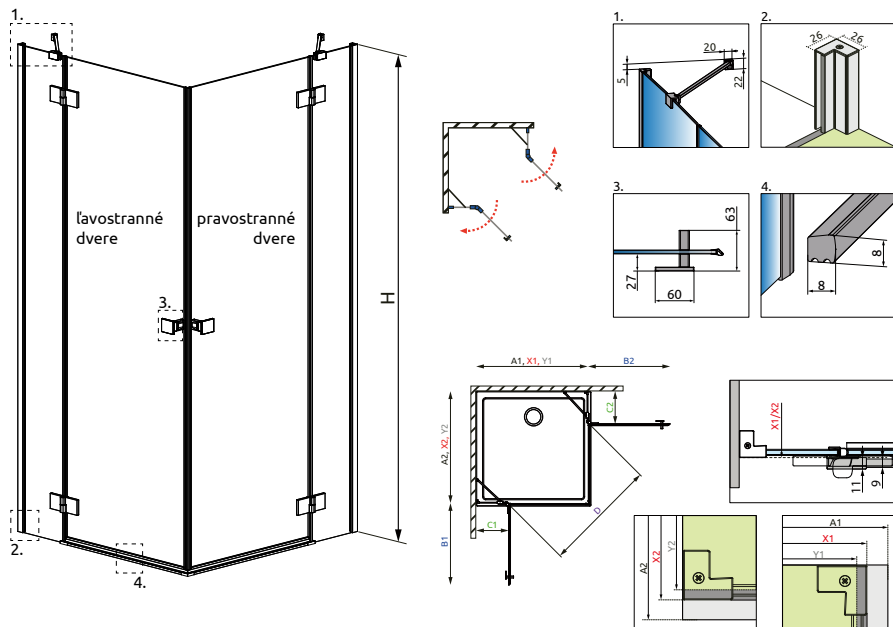 1.
ľavostranné
dvere
pravostranné
dvere
3.
H
2.
4.
1.
20
5
22
2.
26
26
3.
63
27
60
4.
8
8
A1, X1, Y1
B2
C2
A2, X2, Y2
D
C1
B1
X1/X2
11
9
A2
X2
Y2
A1
X1
Y1